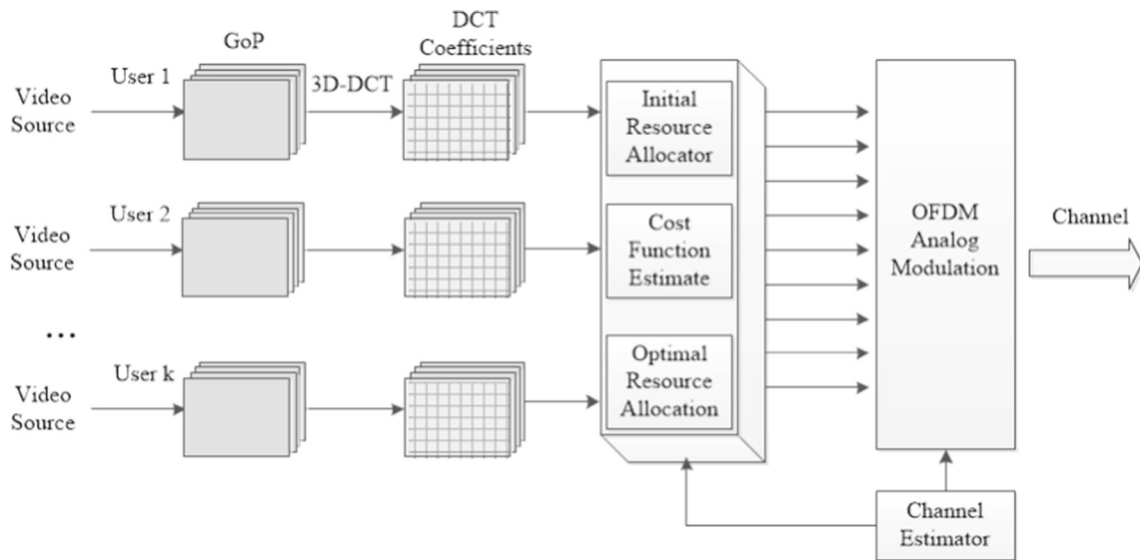 GoP
DCT
Coefficients
User 1
3D-DCT
Video
Source
Initial
Resource
Allocator
User 2
Video
Source
Cost
Function
Estimate
OFDM
Analog
Modulation
Channel
...
User k
Video
Source
Optimal
Resource
Allocation
Channel
Estimator